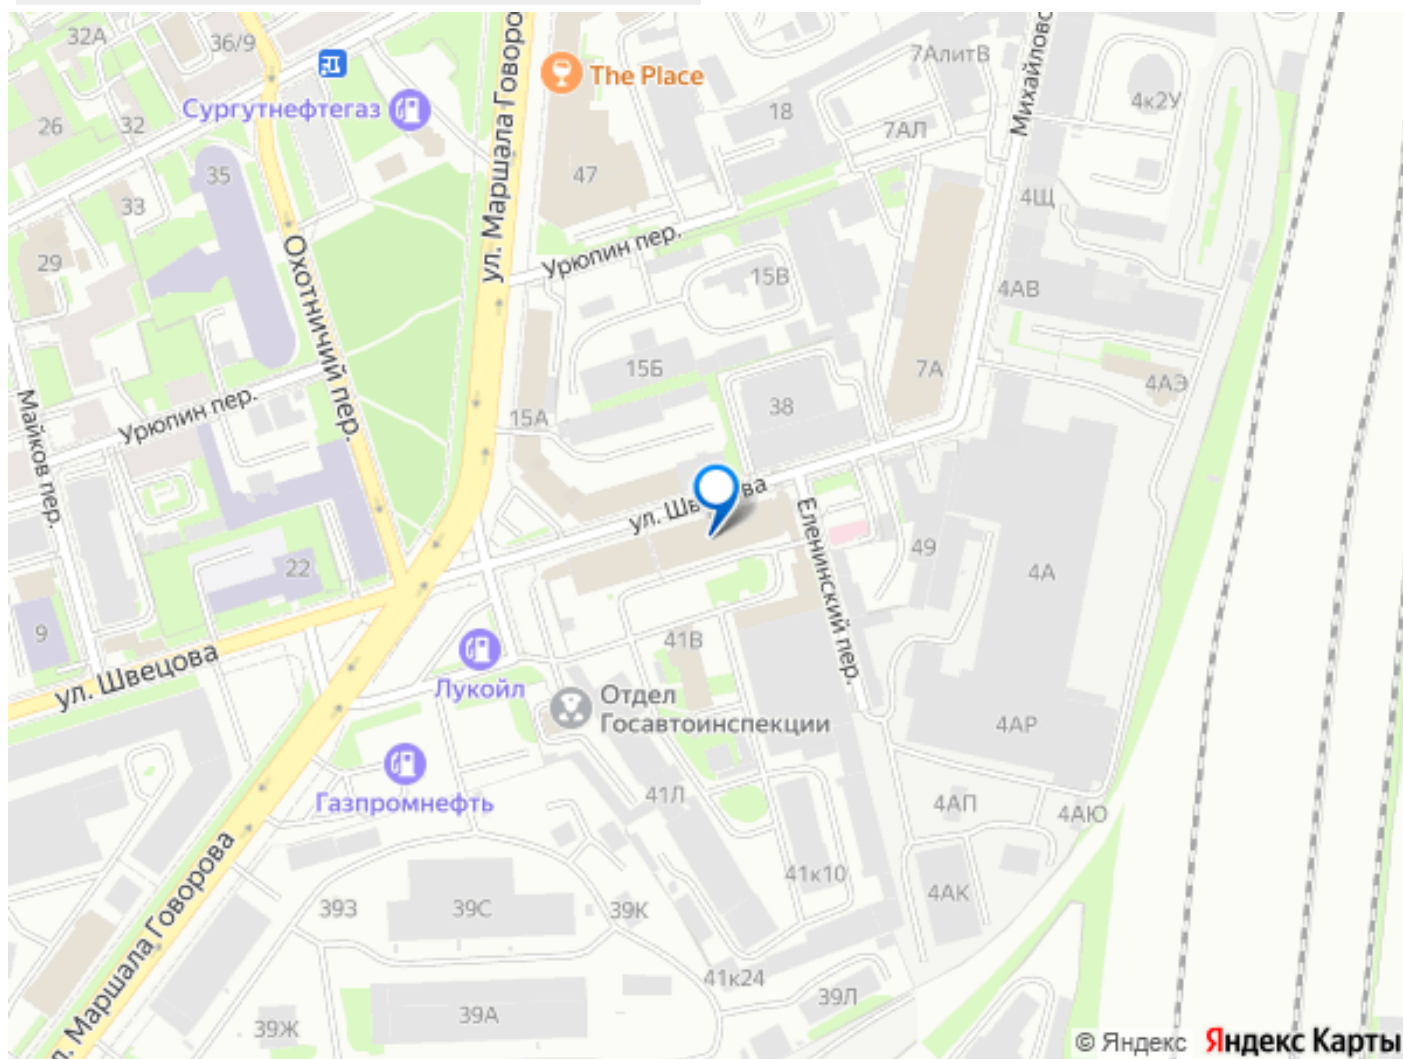 32А
36/9
ул. Маршала Говоро
The Place
7АлитВ
Михайловс
4к2У
Сургутнефтегаз
26
32
18
7АЛ
35
47
33
4Щ
29
Охотничий пер.
Урюпин пер.
15В
4АВ
15Б
7А
4АЭ
Майков пер.
Урюпин пер.
15А
38
ул. Шв
ва
Еленинский пер.
49
22
4А
9
41В
ул. Швецова
Лукойл
Отдел
Госавтоинспекции
4АР
Газпромнефть
41Л
4АП
4АЮ
л. Маршала Говорова
41к10
4АК
39З
39С
39К
41к24
39Л
39А
39Ж
© Яндекс Яндекс Карты